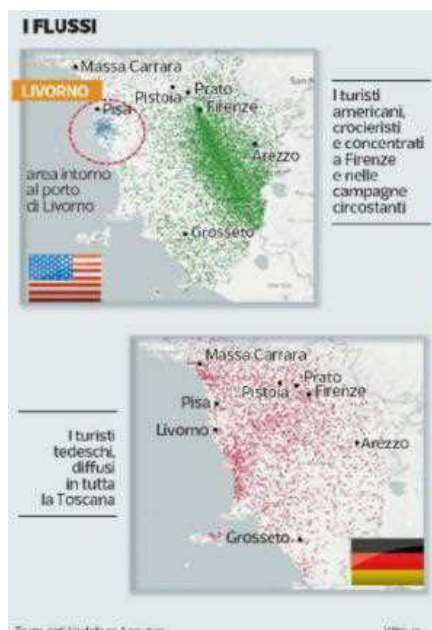 I FLUSSI
Massa Carrara
LIVORNO
Pistoia
Prato
Pisa
Firenze
Arezzo
area intorno
al porto
di Livorno
Grosseto
I turisti
americani,
crocieristi
e concentrati
a Firenze
e nelle
campagne
circostanti
Massa Carrara
Prato
Pistoia
Firenze
Pisa
Livorno
Arezzo
Grosseto
I turisti
tedeschi,
diffusi
in tutta
la Toscana